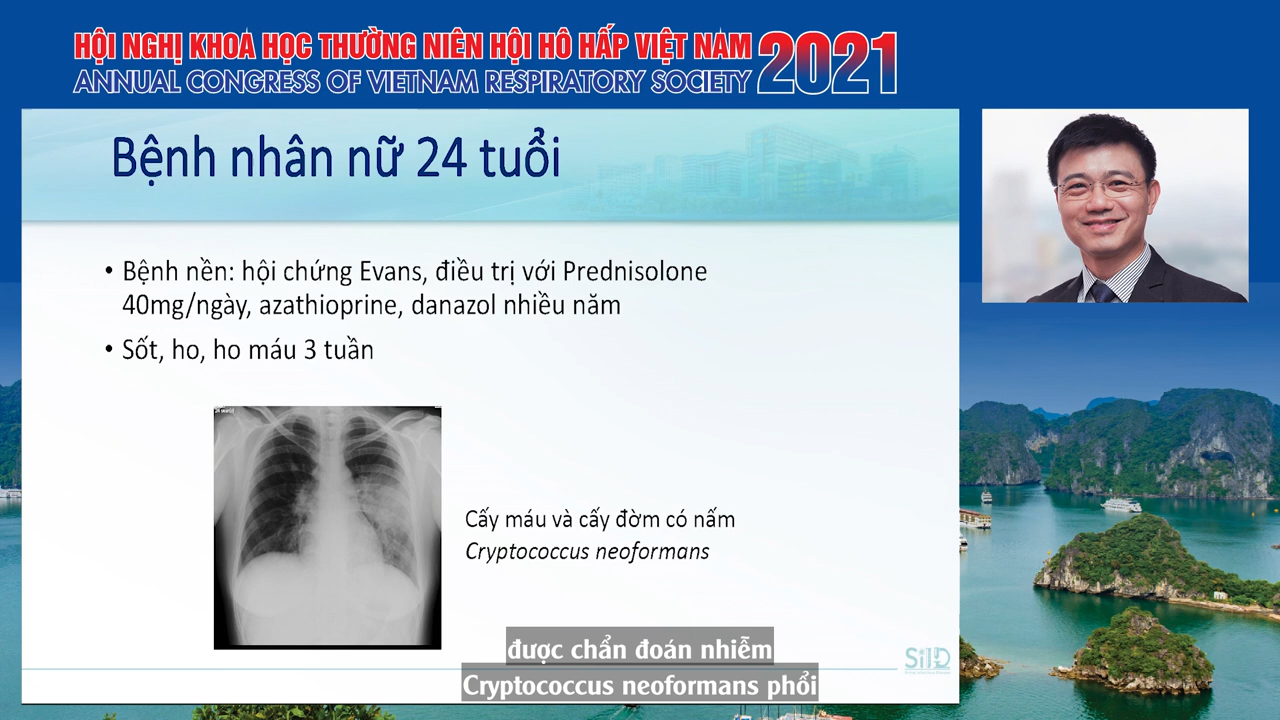 HỘI NGHỊ KHOA HỌC THƯỜNG NIÊN HỘI HÔ HẤP VIỆT NAM 2021
ANNUAL CONGRESS OF VIETNAM RESPIRATORY SOCIETY
Bệnh nhân nữ 24 tuổi
• Bệnh nền: hội chứng Evans, điều trị với Prednisolone
40mg/ngày, azathioprine, danazol nhiều năm
• Sốt, ho, ho máu 3 tuần
Cấy máu và cấy đờm có nấm
Cryptococcus neoformans
được chẩn đoán nhiễm
Cryptococcus neoformans phổi
SiID